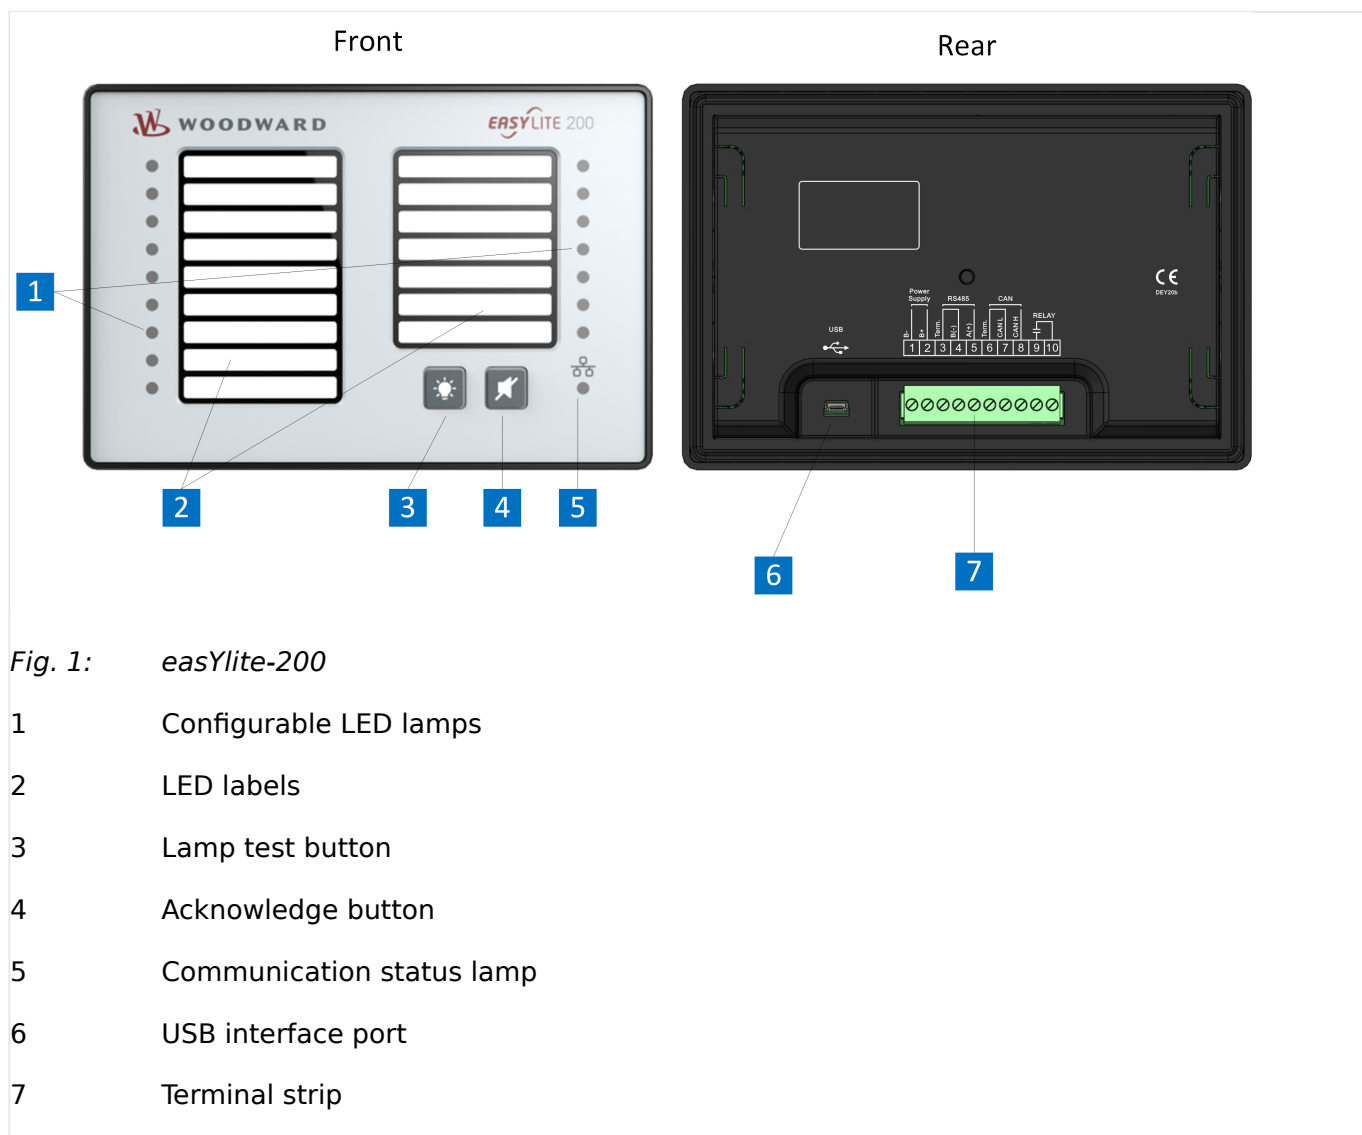 Front
Rear
WOODWARD
EASYLITE 200
1
2
3
4
5
Power
Supply
RS485
CAN
RELAY
B-
B+
Term.
B(-)
A(+)
Term.
CAN L
CAN H
1 2 3 4 5 6 7 8 9 10
USB
CE
DEY20b
6
7
Fig. 1: easYlite-200
1 Configurable LED lamps
2 LED labels
3 Lamp test button
4 Acknowledge button
5 Communication status lamp
6 USB interface port
7 Terminal strip